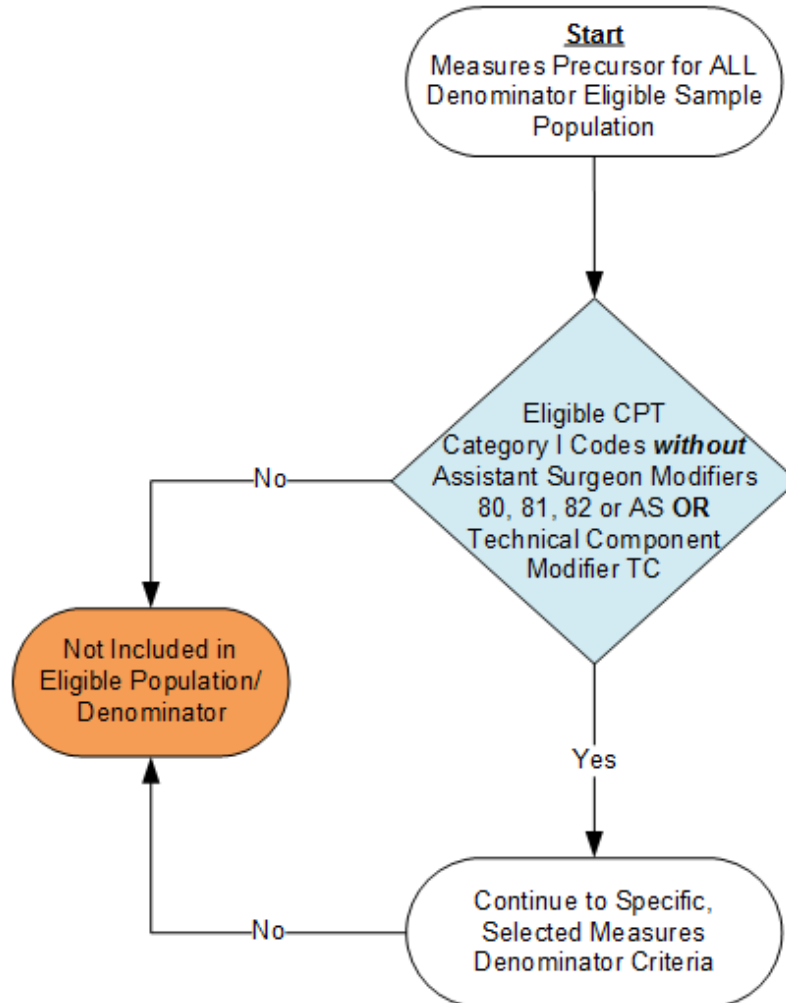 Start
Measures Precursor for ALL
Denominator Eligible Sample
Population
Eligible CPT
Category I Codes without
Assistant Surgeon Modifiers
80, 81, 82 or AS OR
Technical Component
Modifier TC
No
Not Included in
Eligible Population/
Denominator
Yes
Continue to Specific,
Selected Measures
Denominator Criteria
No